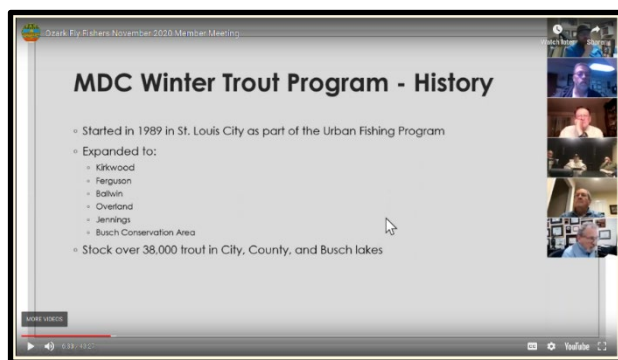 Ozark Fly Fishers November 2020 Member Meeting
Watch later
Sharing
MDC Winter Trout Program - History
Started in 1989 in St. Louis City as part of the Urban Fishing Program
Expanded to:
Kirkwood
Ferguson
Ballwin
Overland
Jennings
Busch Conservation Area
Stock over 38,000 trout in City, County, and Busch lakes
MORE VIDEOS
YouTube